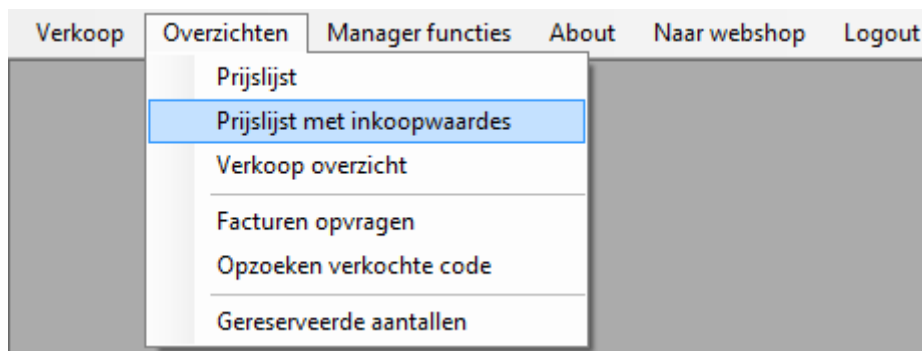 Verkoop Overzichten Manager functies About Naar webshop Logout
Prijslijst
Prijslijst met inkoopwaardes
Verkoop overzicht
Facturen opvragen
Opzoeken verkochte code
Gereserveerde aantallen